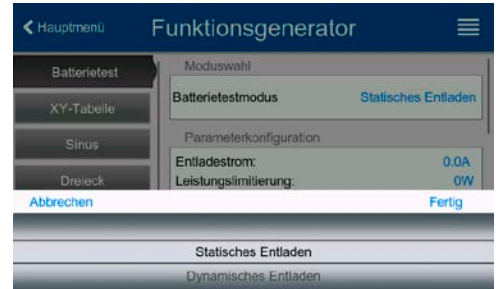 Hauptmenü
Funktionsgenerator
Batterietest
Moduswahl
Batterietestmodus Statisches Entladen
XY-Tabelle
Parameterkonfiguration
Sinus
Entladestrom: 0.0A
Dreieck
Leistungslimitierung: 0W
Abbrechen Fertig
Statisches Entladen
Dynamisches Entladen